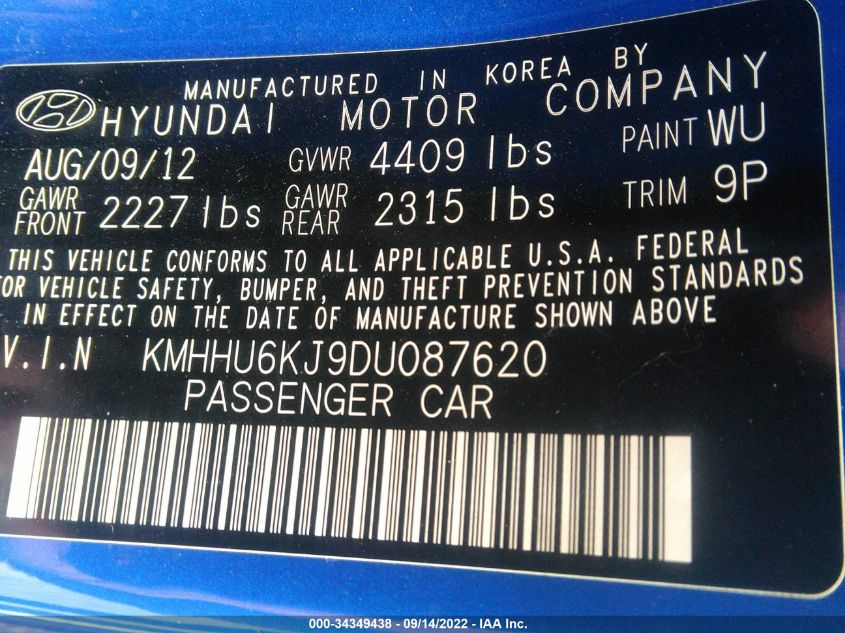 MANUFACTURED IN KOREA BY
HYUNDAI MOTOR COMPANY
AUG/09/12 GVWR 4409 lbs PAINT WU
GAWR FRONT 2227 lbs GAWR REAR 2315 lbs TRIM 9P
THIS VEHICLE CONFORMS TO ALL APPLICABLE U.S.A. FEDERAL
OR VEHICLE SAFETY, BUMPER, AND THEFT PREVENTION STANDARDS
IN EFFECT ON THE DATE OF MANUFACTURE SHOWN ABOVE
V.I.N KMHHU6KJ9DU087620
PASSENGER CAR
000-34349438 - 09/14/2022 - IAA Inc.